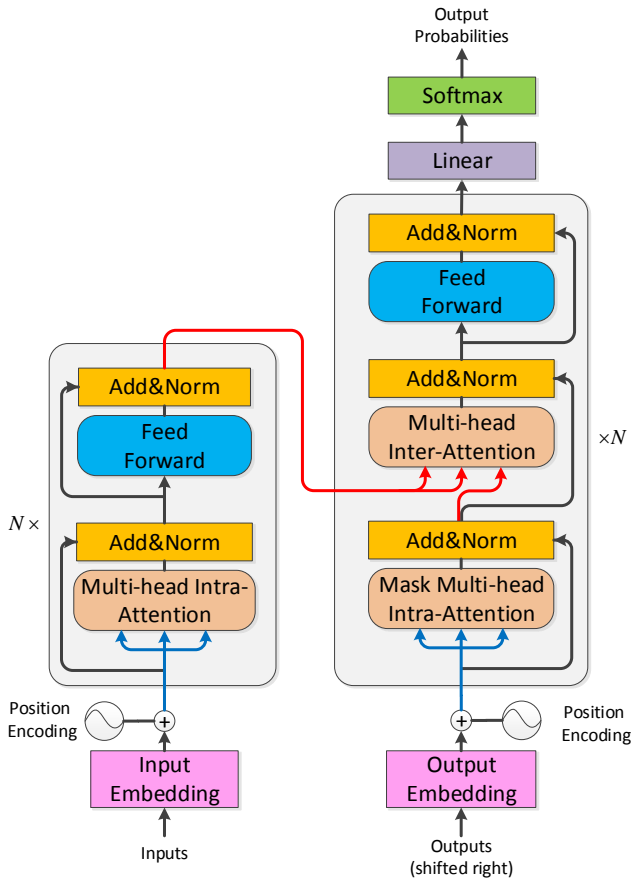 Output
Probabilities
Softmax
Linear
Add&Norm
Feed
Forward
Add&Norm
Multi-head
Inter-Attention
×N
Add&Norm
Mask Multi-head
Intra-Attention
Position
Encoding
Output
Embedding
Outputs
(shifted right)
Add&Norm
Feed
Forward
N ×
Add&Norm
Multi-head Intra-
Attention
Position
Encoding
Input
Embedding
Inputs